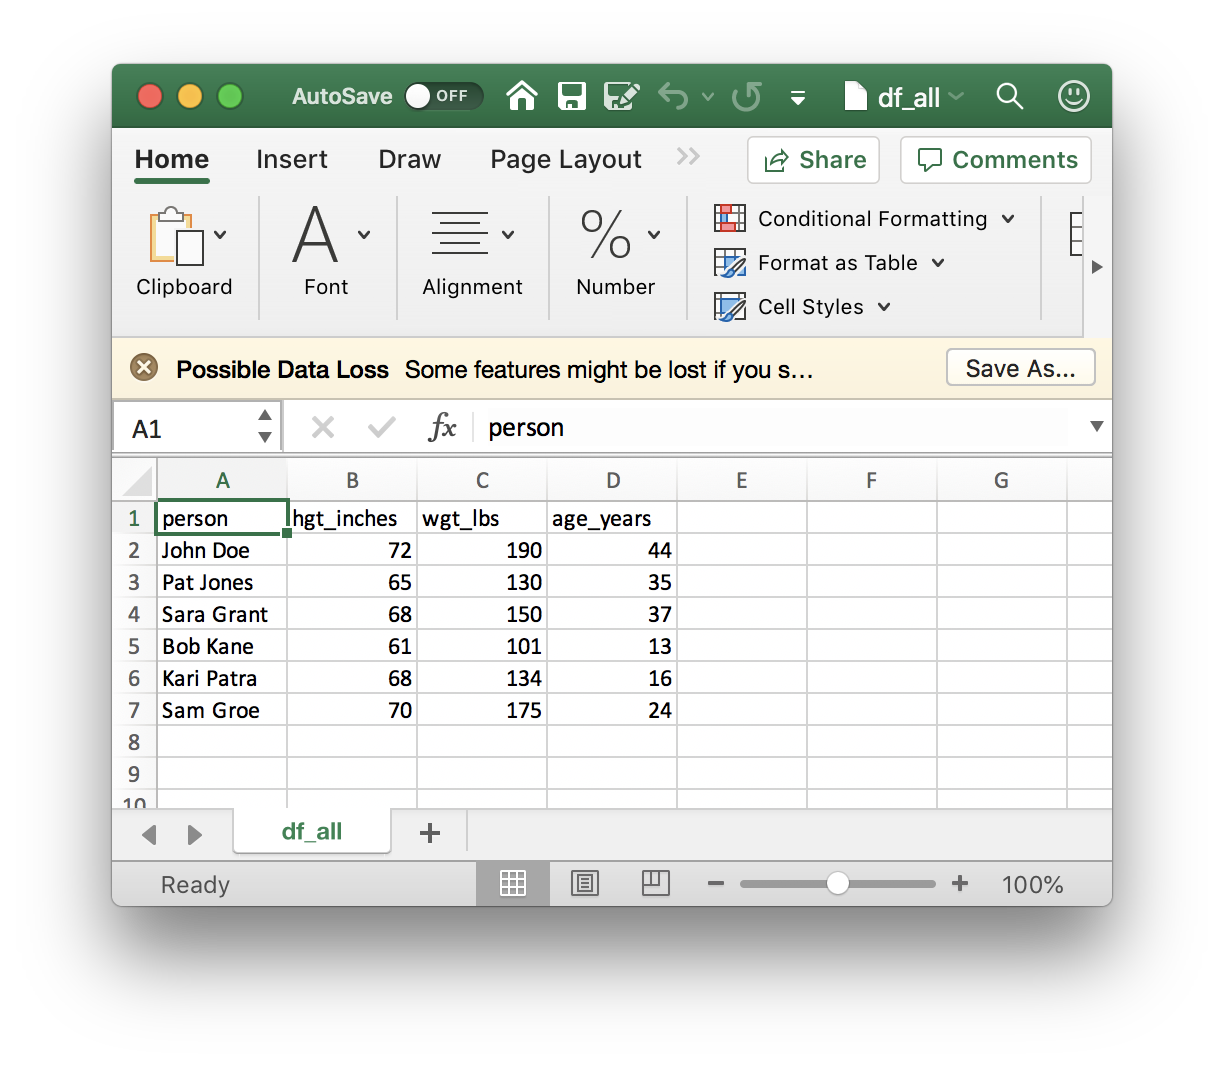 AutoSave OFF df_all
Home Insert Draw Page Layout Share Comments
Clipboard Font Alignment Number
Conditional Formatting
Format as Table
Cell Styles
Possible Data Loss Some features might be lost if you s... Save As...
A1 fx person
A B C D E F G
1 person hgt_inches wgt_lbs age_years
2 John Doe 72 190 44
3 Pat Jones 65 130 35
4 Sara Grant 68 150 37
5 Bob Kane 61 101 13
6 Kari Patra 68 134 16
7 Sam Groe 70 175 24
8
9
10
df_all
Ready 100%